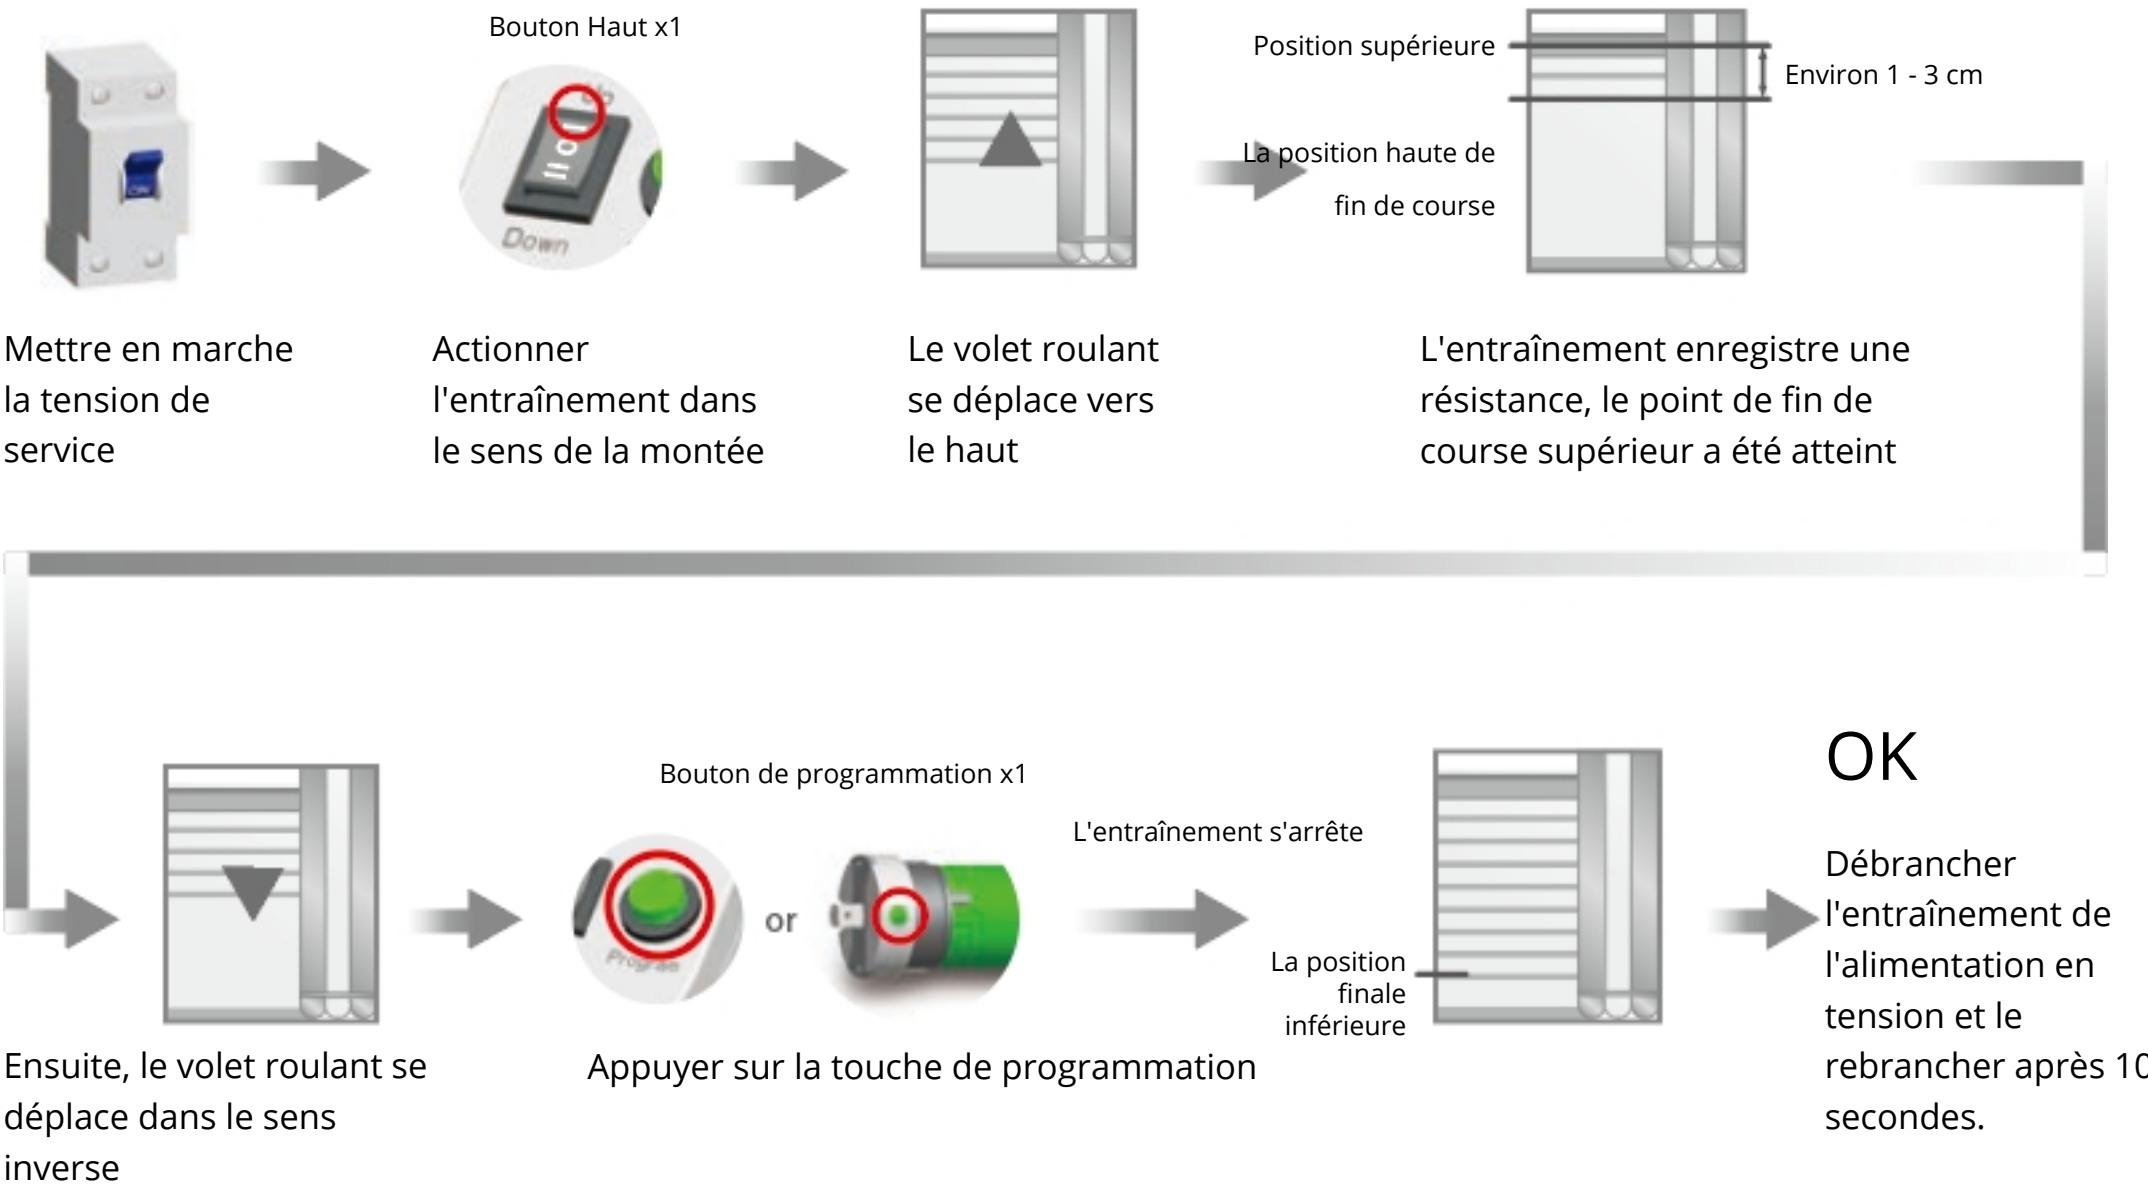 Bouton Haut x1
Up
I O II
Down
ON
Position supérieure
Environ 1 - 3 cm
La position haute de
fin de course
Mettre en marche
la tension de
service
Actionner
l'entraînement dans
le sens de la montée
Le volet roulant
se déplace vers
le haut
L'entraînement enregistre une
résistance, le point de fin de
course supérieur a été atteint
Bouton de programmation x1
Program
or
L'entraînement s'arrête
La position
finale
inférieure
OK
Débrancher
l'entraînement de
l'alimentation en
tension et le
rebrancher après 10
secondes.
Ensuite, le volet roulant se
déplace dans le sens
inverse
Appuyer sur la touche de programmation